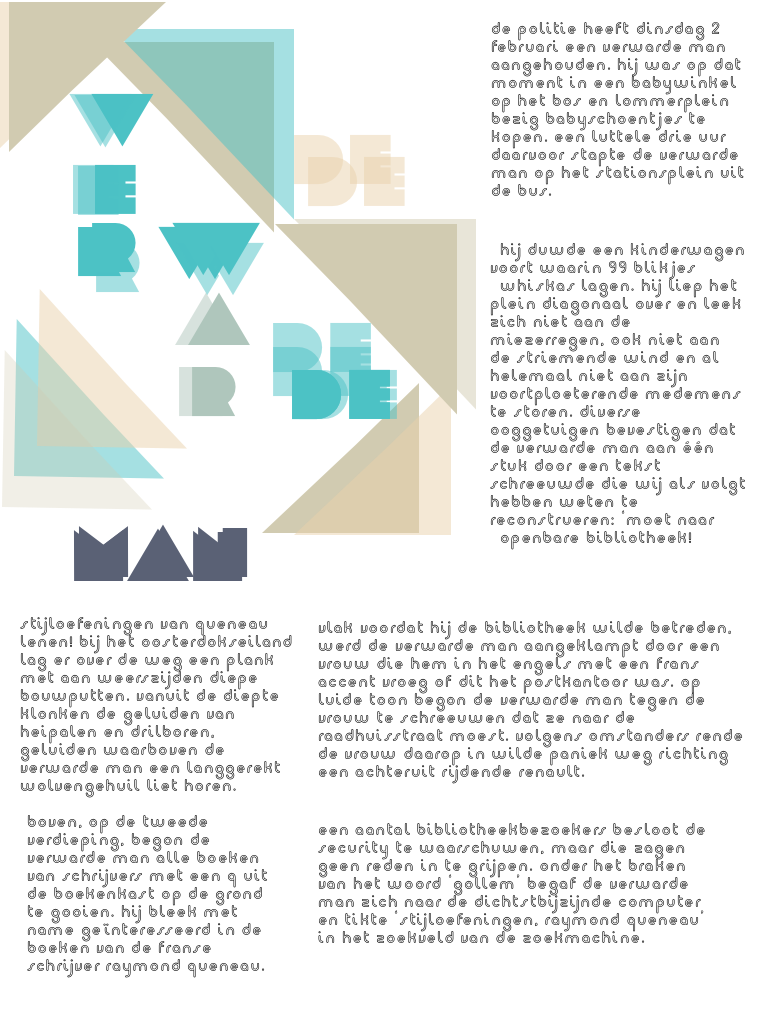 DE
VERWARDE
DE
MAN
de politie heeft dinsdag 2
februari een verwarde man
aangehouden. hij was op dat
moment in een babywinkel
op het bos en lommerplein
bezig babyschoentjes te
kopen. een luttele drie uur
daarvoor stapte de verwarde
man op het stationsplein uit
de bus.
hij duwde een kinderwagen
voort waarin 99 blikjes
whiskas lagen. hij liep het
plein diagonaal over en leek
zich niet aan de
miezerregen, ook niet aan
de striemende wind en al
helemaal niet aan zijn
voortploeterende medemens
te storen. diverse
ooggetuigen bevestigen dat
de verwarde man aan één
stuk door een tekst
schreeuwde die wij als volgt
hebben weten te
reconstrueren: 'moet naar
openbare bibliotheek!
stijloefeningen van queneau
lenen! bij het oosterdokseiland
lag er over de weg een plank
met aan weerszijden diepe
bouwputten. vanuit de diepte
klonken de geluiden van
heipalen en drilboren,
geluiden waarboven de
verwarde man een langgerekt
wolvengehuil liet horen.
vlak voordat hij de bibliotheek wilde betreden,
werd de verwarde man aangeklampt door een
vrouw die hem in het engels met een frans
accent vroeg of dit het postkantoor was. op
luide toon begon de verwarde man tegen de
vrouw te schreeuwen dat ze naar de
raadhuisstraat moest. volgens omstanders rende
de vrouw daarop in wilde paniek weg richting
een achteruit rijdende renault.
boven, op de tweede
verdieping, begon de
verwarde man alle boeken
van schrijvers met een q uit
de boekenkast op de grond
te gooien. hij bleek met
name geïnteresseerd in de
boeken van de franse
schrijver raymond queneau.
een aantal bibliotheekbezoekers besloot de
security te waarschuwen, maar die zagen
geen reden in te grijpen. onder het braken
van het woord 'gollem' begaf de verwarde
man zich naar de dichtstbijzijnde computer
en tikte 'stijloefeningen, raymond queneau'
in het zoekveld van de zoekmachine.